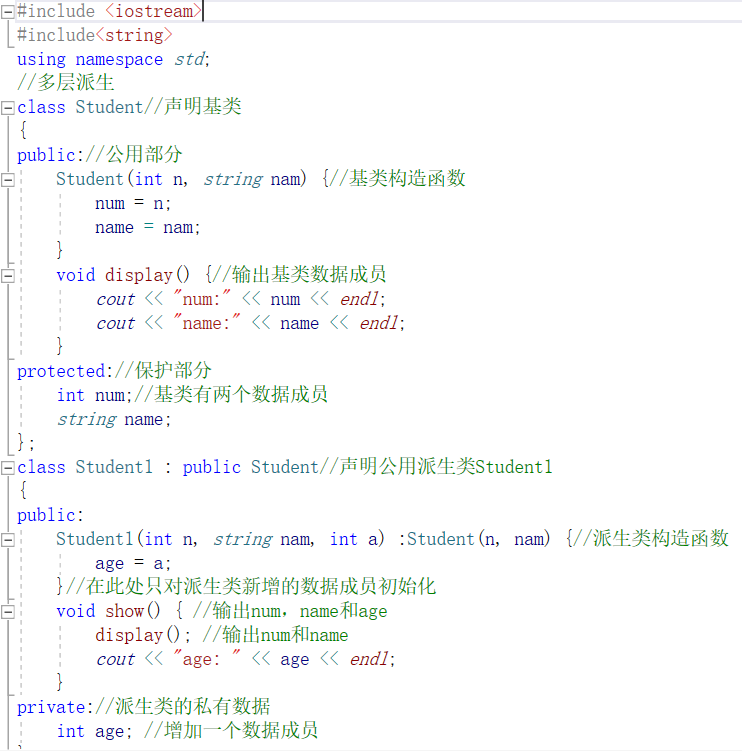 #include <iostream>
#include<string>
using namespace std;
//多层派生
class Student//声明基类
{
public://公用部分
    Student(int n, string nam) {//基类构造函数
        num = n;
        name = nam;
    }
    void display() {//输出基类数据成员
        cout << "num:" << num << endl;
        cout << "name:" << name << endl;
    }
protected://保护部分
    int num;//基类有两个数据成员
    string name;
};
class Student1 : public Student//声明公用派生类Student1
{
public:
    Student1(int n, string nam, int a) :Student(n, nam) {//派生类构造函数
        age = a;
    }//在此处只对派生类新增的数据成员初始化
    void show() { //输出num，name和age
        display(); //输出num和name
        cout << "age: " << age << endl;
    }
private://派生类的私有数据
    int age; //增加一个数据成员